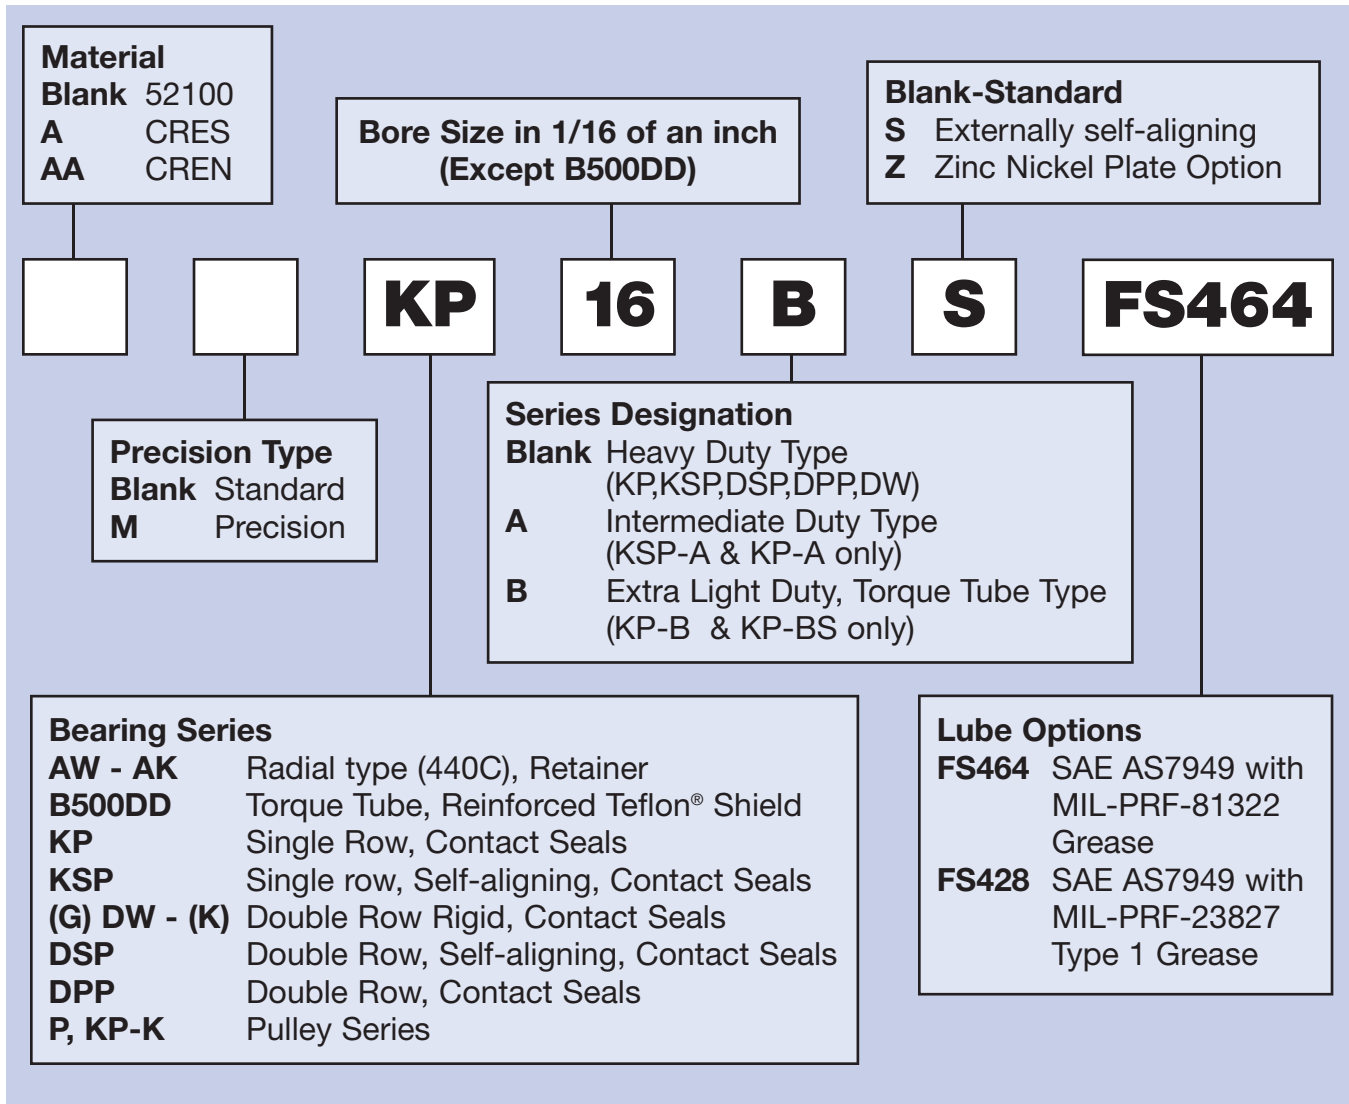 Material
Blank 52100
A CRES
AA CREN
Bore Size in 1/16 of an inch
(Except B500DD)
Blank-Standard
S Externally self-aligning
Z Zinc Nickel Plate Option
KP 16 B S FS464
Precision Type
Blank Standard
M Precision
Series Designation
Blank Heavy Duty Type
(KP,KSP,DSP,DPP,DW)
A Intermediate Duty Type
(KSP-A & KP-A only)
B Extra Light Duty, Torque Tube Type
(KP-B & KP-BS only)
Bearing Series
AW - AK Radial type (440C), Retainer
B500DD Torque Tube, Reinforced Teflon® Shield
KP Single Row, Contact Seals
KSP Single row, Self-aligning, Contact Seals
(G) DW - (K) Double Row Rigid, Contact Seals
DSP Double Row, Self-aligning, Contact Seals
DPP Double Row, Contact Seals
P, KP-K Pulley Series
Lube Options
FS464 SAE AS7949 with
MIL-PRF-81322
Grease
FS428 SAE AS7949 with
MIL-PRF-23827
Type 1 Grease